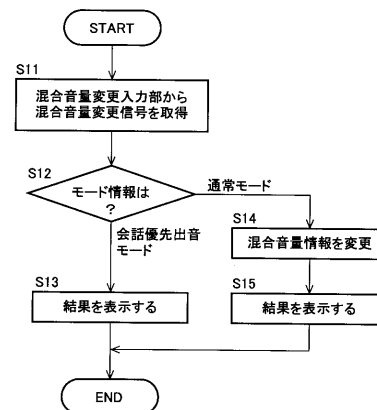 START
S11
混合音量変更入力部から
混合音量変更信号を取得
S12
モード情報は
?
通常モード
会話優先出音
モード
S14
混合音量情報を変更
S13
結果を表示する
S15
結果を表示する
END